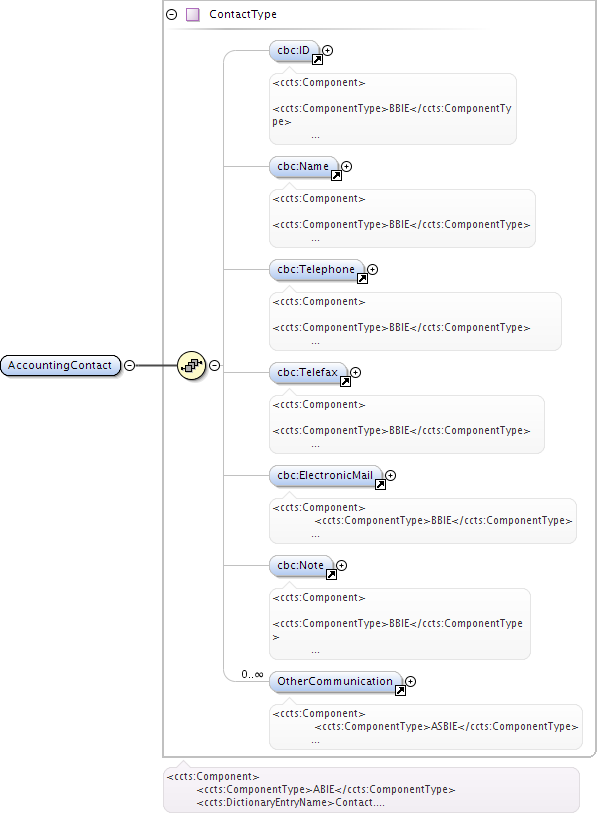 ContactType
cbc:ID
<ccts:Component>
<ccts:ComponentType>BBIE</ccts:ComponentTy
pe>
...
cbc:Name
<ccts:Component>
<ccts:ComponentType>BBIE</ccts:ComponentType>
...
cbc:Telephone
<ccts:Component>
<ccts:ComponentType>BBIE</ccts:ComponentType>
...
AccountingContact
cbc:Telefax
<ccts:Component>
<ccts:ComponentType>BBIE</ccts:ComponentType>
...
cbc:ElectronicMail
<ccts:Component>
<ccts:ComponentType>BBIE</ccts:ComponentType>
...
cbc:Note
<ccts:Component>
<ccts:ComponentType>BBIE</ccts:ComponentType
>
...
0..∞
OtherCommunication
<ccts:Component>
<ccts:ComponentType>ASBIE</ccts:ComponentType>
...
<ccts:Component>
<ccts:ComponentType>ABIE</ccts:ComponentType>
<ccts:DictionaryEntryName>Contact....